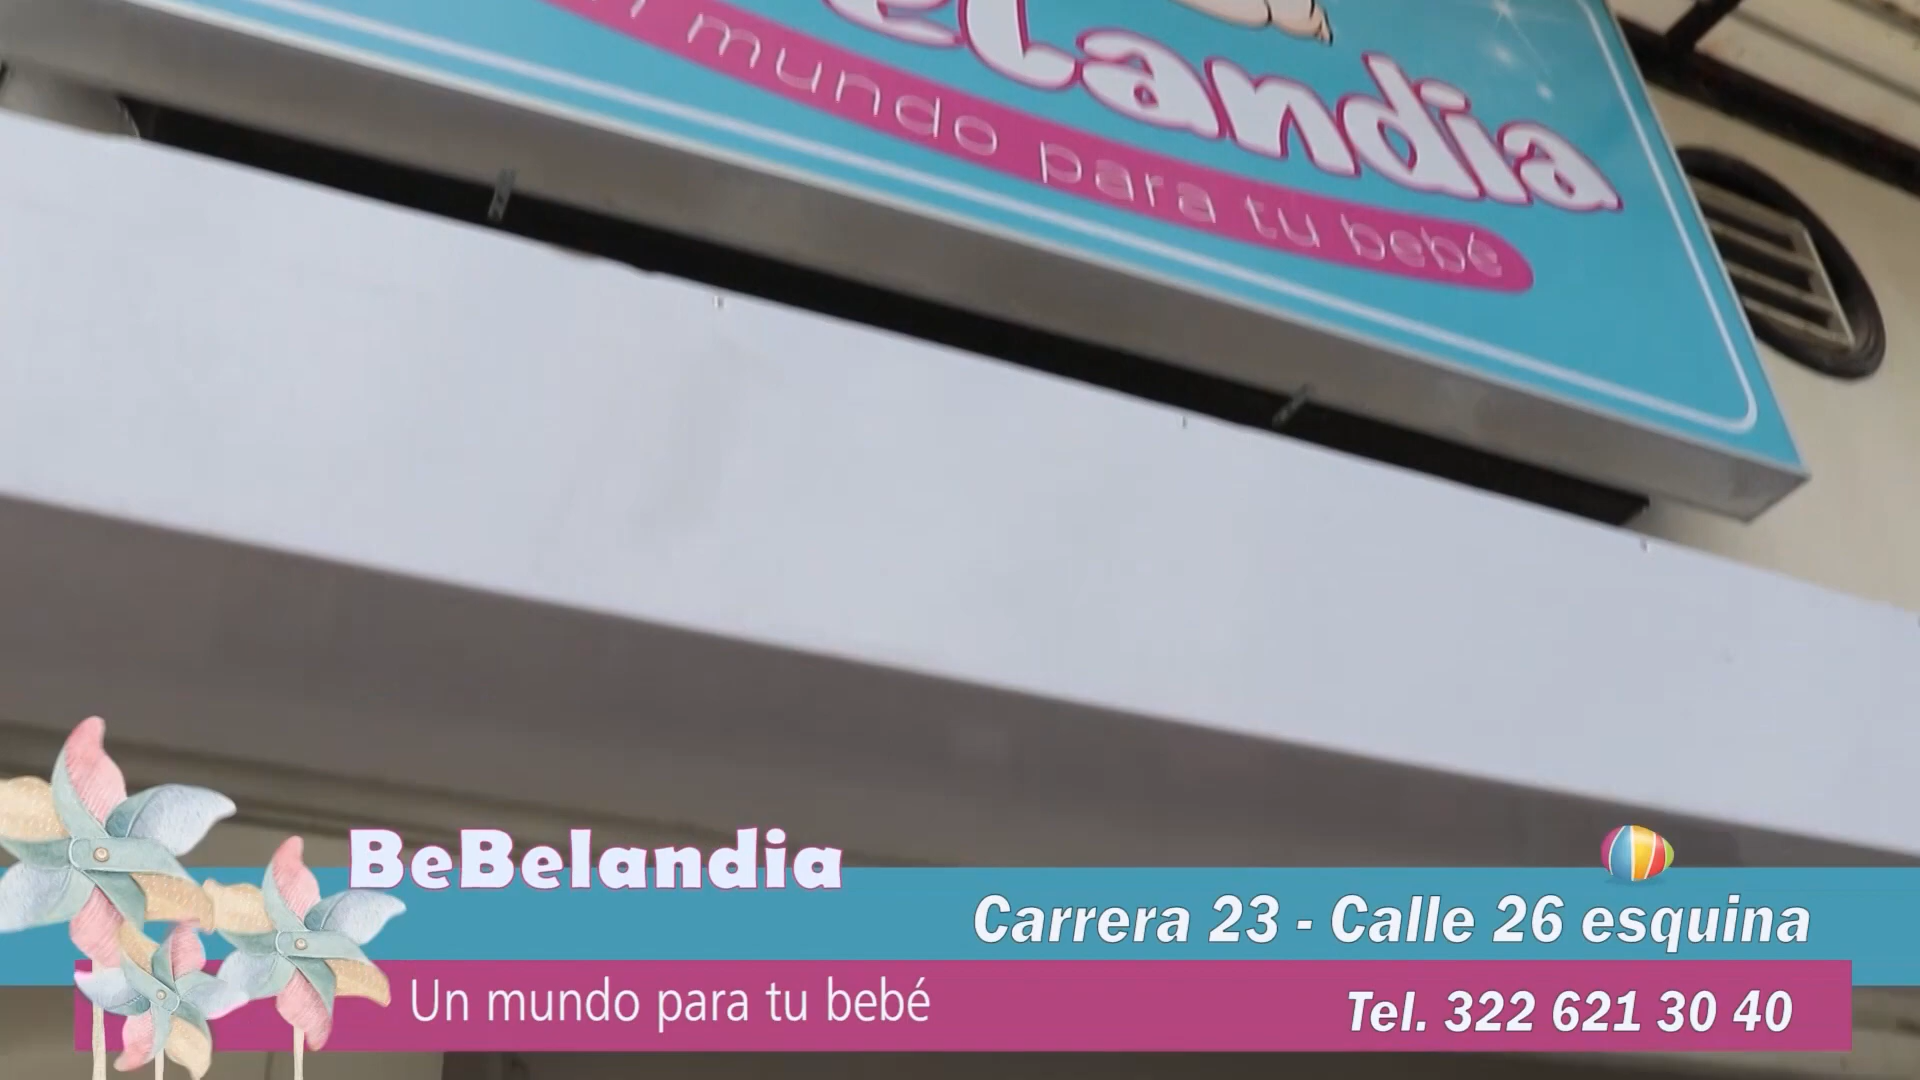 eLandia
mundo para tu bebé
BeBelandia
Carrera 23 - Calle 26 esquina
Un mundo para tu bebé
Tel. 322 621 30 40